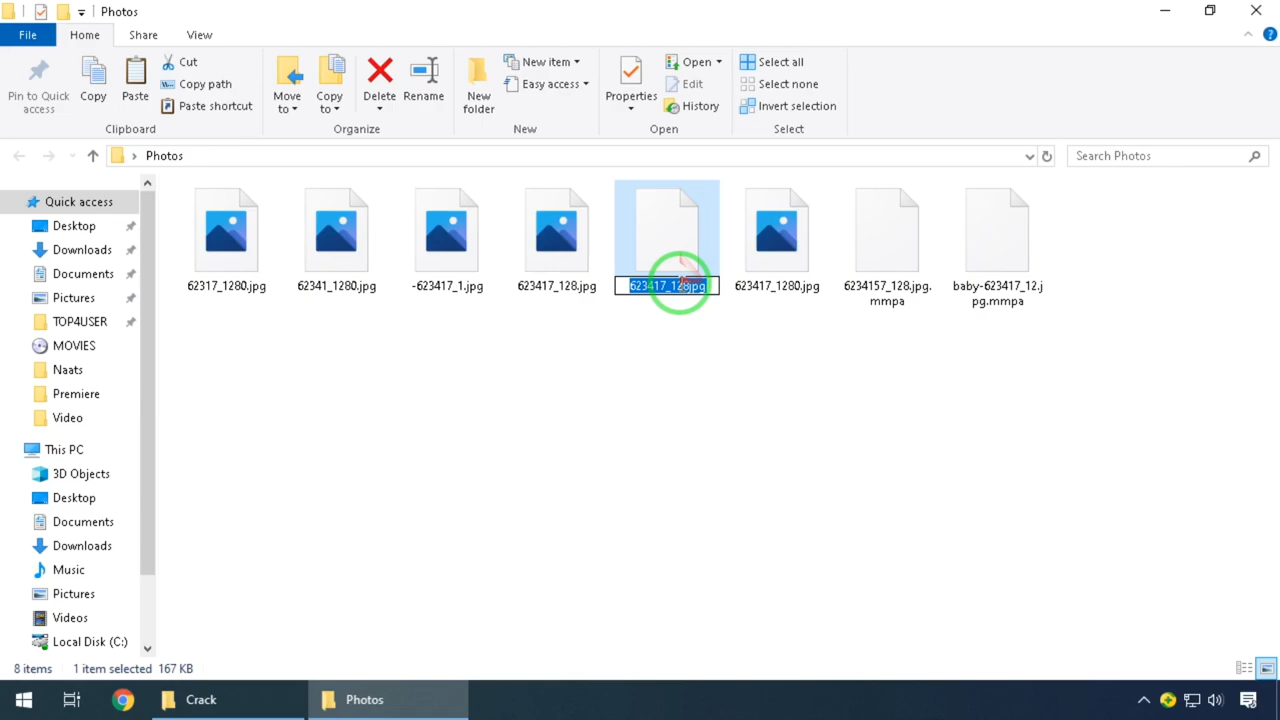 Photos
File Home Share View
Pin to Quick access
Copy
Paste
Cut
Copy path
Paste shortcut
Clipboard
Move to
Copy to
Delete
Rename
Organize
New folder
New item
Easy access
New
Properties
Open
Edit
History
Open
Select all
Select none
Invert selection
Select
Photos
Search Photos
Quick access
Desktop
Downloads
Documents
Pictures
TOP4USER
MOVIES
Naats
Premiere
Video
This PC
3D Objects
Desktop
Documents
Downloads
Music
Pictures
Videos
Local Disk (C:)
62317_1280.jpg
62341_1280.jpg
-623417_1.jpg
623417_128.jpg
623417_128jpg
623417_1280.jpg
6234157_128.jpg.
mmpa
baby-623417_12.j
pg.mmpa
8 items 1 item selected 167 KB
Crack
Photos